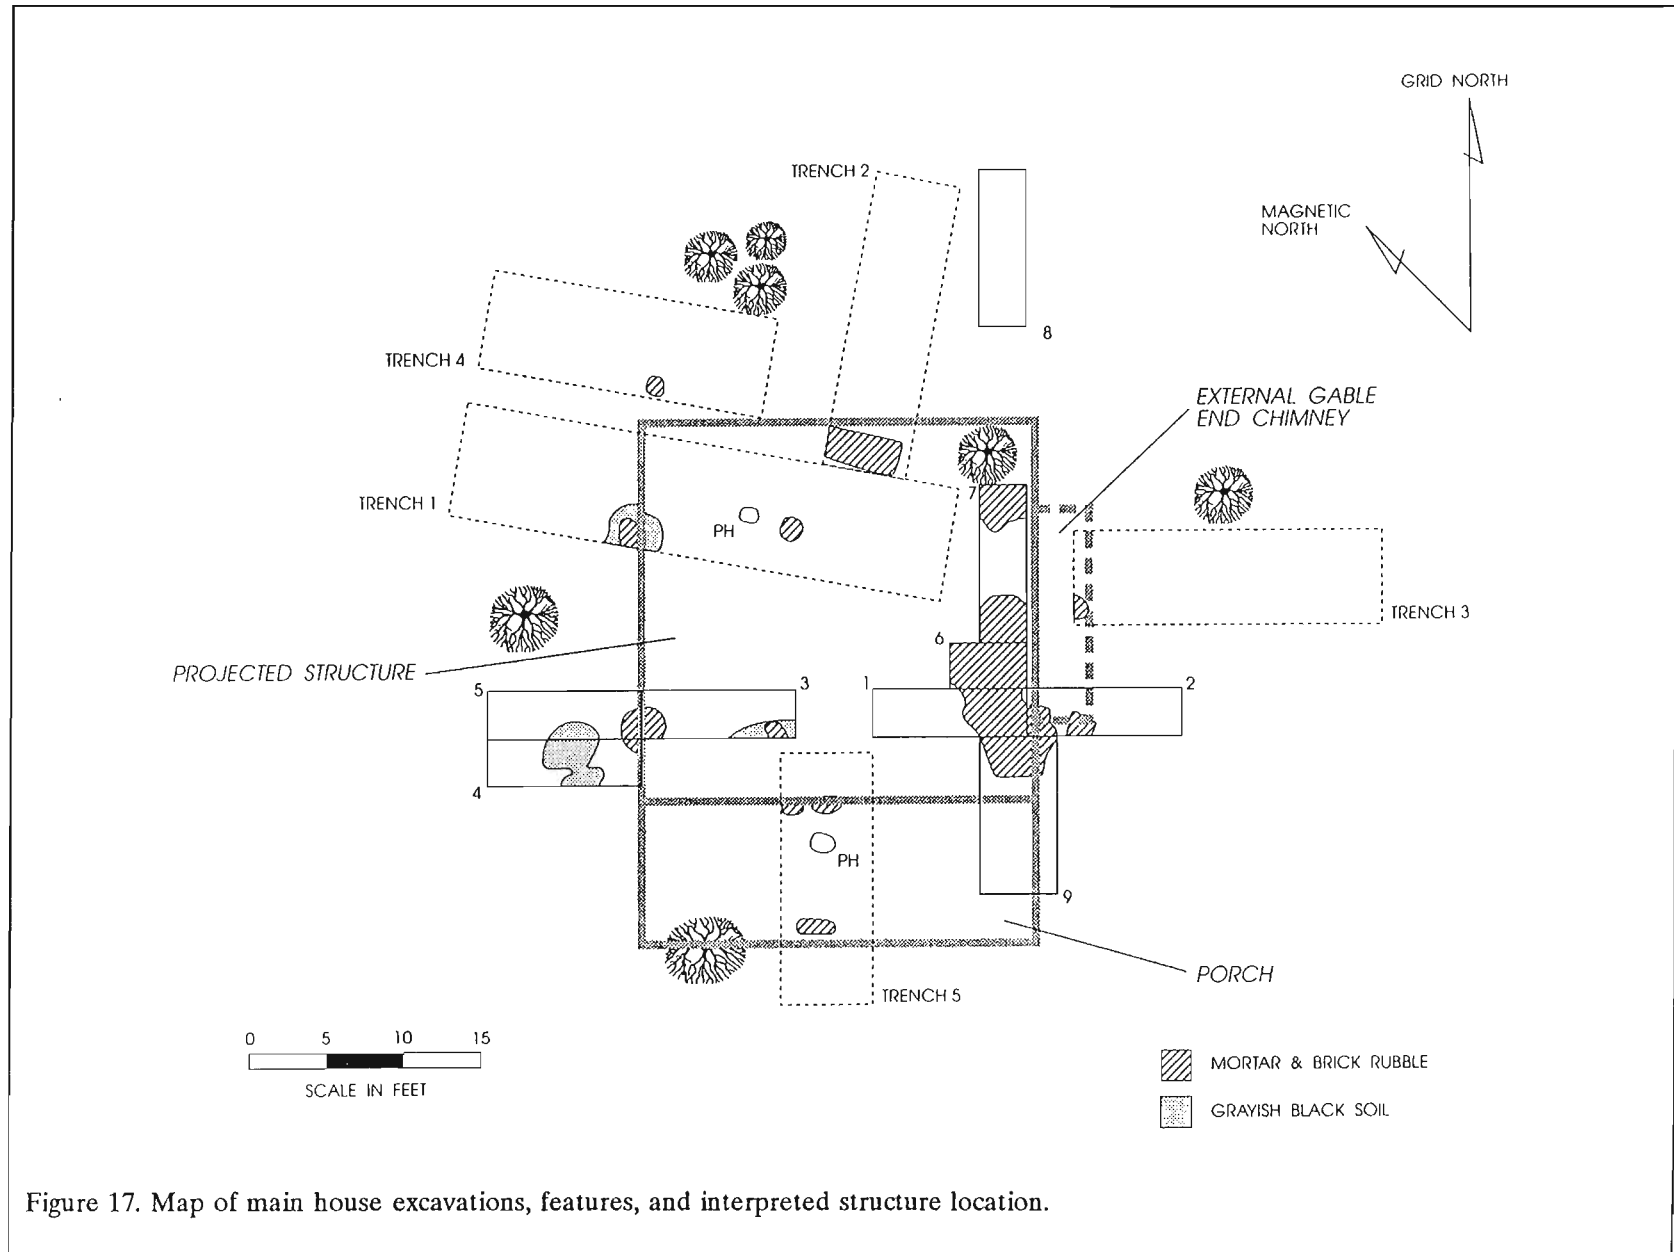 GRID NORTH
TRENCH 2
MAGNETIC
NORTH
8
TRENCH 4
EXTERNAL GABLE
END CHIMNEY
TRENCH 1
7
PH
TRENCH 3
6
PROJECTED STRUCTURE
5
3
1
2
4
PH
9
PORCH
TRENCH 5
0 5 10 15
SCALE IN FEET
MORTAR & BRICK RUBBLE
GRAYISH BLACK SOIL
Figure 17. Map of main house excavations, features, and interpreted structure location.